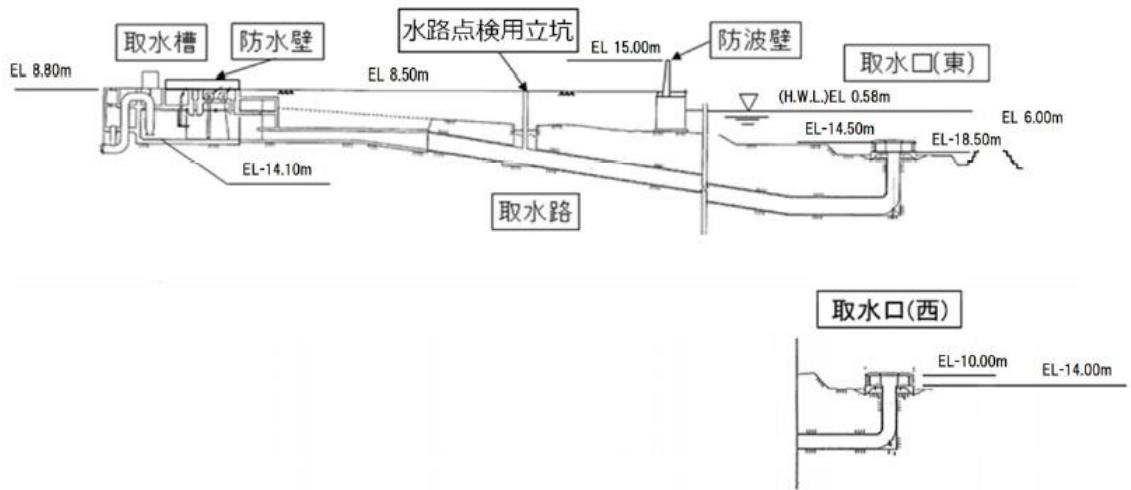 取水槽
防水壁
水路点検用立坑
防波壁
取水口(東)
EL 8.80m
EL 8.50m
EL 15.00m
(H.W.L.)EL 0.58m
EL 6.00m
EL-14.50m
EL-18.50m
EL-14.10m
取水路
取水口(西)
EL-10.00m
EL-14.00m